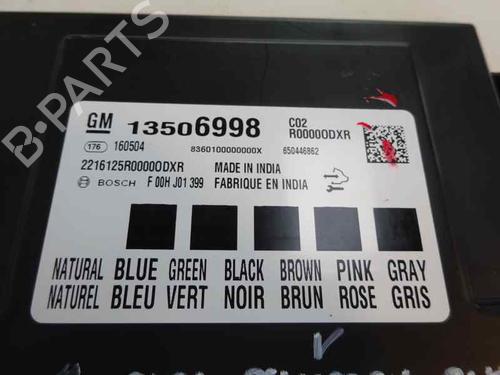 GM 13506998 C02
R00000DXR
176 160504 8360100000000X 650446862
2216125R00000DXR MADE IN INDIA
BOSCH F 00H J01 399 FABRIQUE EN INDIA
NATURAL BLUE GREEN BLACK BROWN PINK GRAY
NATUREL BLEU VERT NOIR BRUN ROSE GRIS
B-PARTS